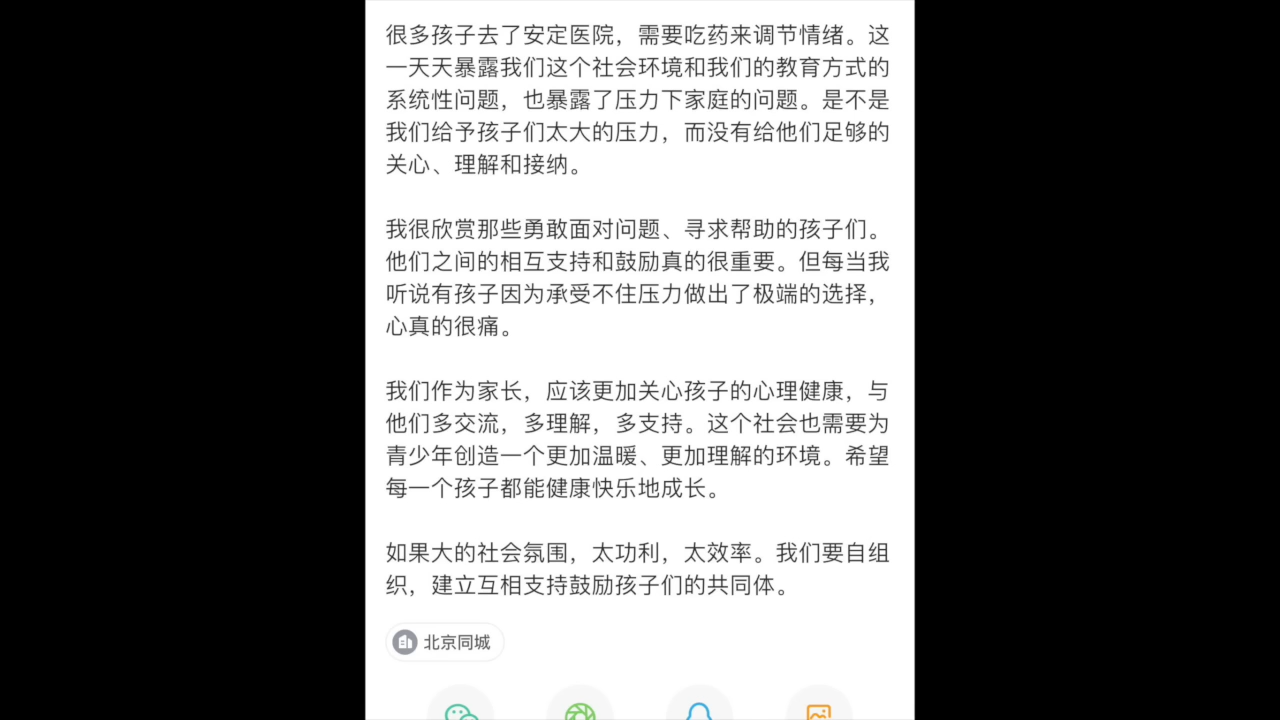 很多孩子去了安定医院，需要吃药来调节情绪。这
一天天暴露我们这个社会环境和我们的教育方式的
系统性问题，也暴露了压力下家庭的问题。是不是
我们给予孩子们太大的压力，而没有给他们足够的
关心、理解和接纳。
我很欣赏那些勇敢面对问题、寻求帮助的孩子们。
他们之间的相互支持和鼓励真的很重要。但每当我
听说有孩子因为承受不住压力做出了极端的选择，
心真的很痛。
我们作为家长，应该更加关心孩子的心理健康，与
他们多交流，多理解，多支持。这个社会也需要为
青少年创造一个更加温暖、更加理解的环境。希望
每一个孩子都能健康快乐地成长。
如果大的社会氛围，太功利，太效率。我们要自组
织，建立互相支持鼓励孩子们的共同体。
北京同城